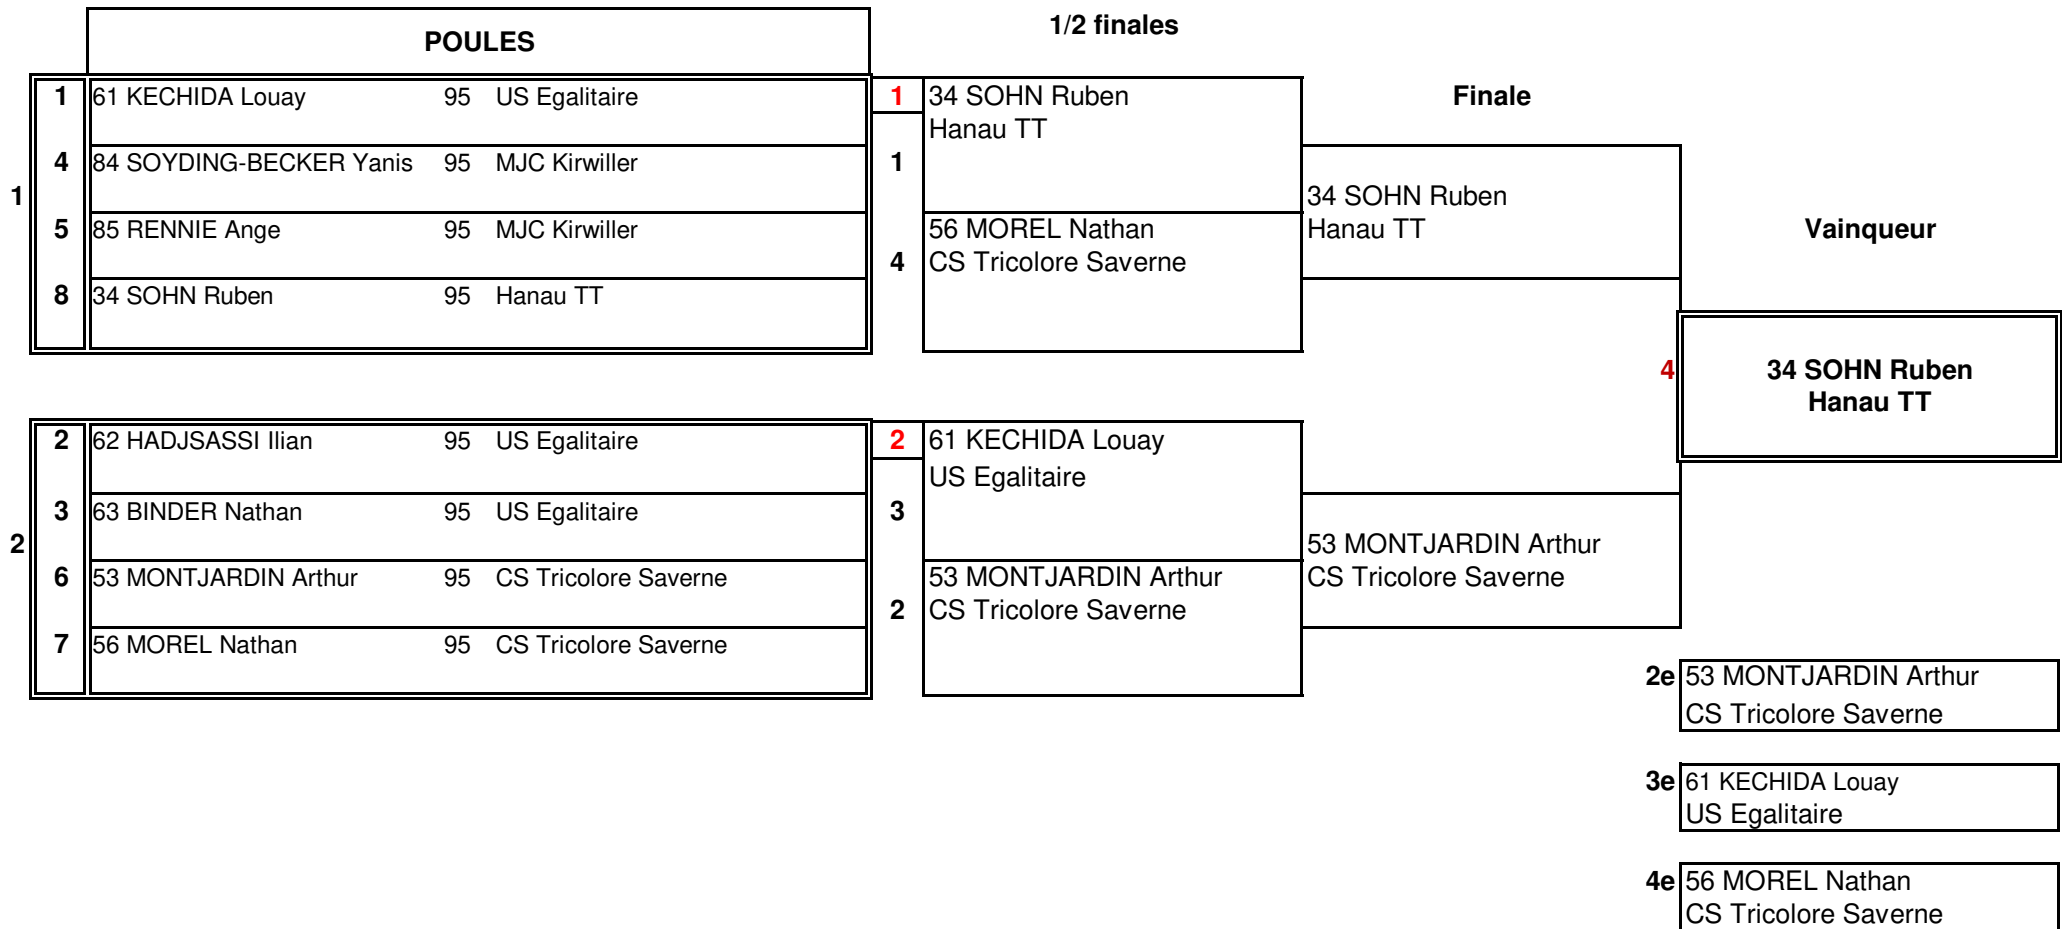 POULES
1/2 finales
1 61 KECHIDA Louay 95 US Egalitaire
4 84 SOYDING-BECKER Yanis 95 MJC Kirwiller
1
5 85 RENNIE Ange 95 MJC Kirwiller
8 34 SOHN Ruben 95 Hanau TT
2 62 HADJSASSI Ilian 95 US Egalitaire
3 63 BINDER Nathan 95 US Egalitaire
2
6 53 MONTJARDIN Arthur 95 CS Tricolore Saverne
7 56 MOREL Nathan 95 CS Tricolore Saverne
1 34 SOHN Ruben
Hanau TT
1
56 MOREL Nathan
4 CS Tricolore Saverne
2 61 KECHIDA Louay
US Egalitaire
3
53 MONTJARDIN Arthur
2 CS Tricolore Saverne
Finale
34 SOHN Ruben
Hanau TT
53 MONTJARDIN Arthur
CS Tricolore Saverne
Vainqueur
4 34 SOHN Ruben
Hanau TT
2e 53 MONTJARDIN Arthur
CS Tricolore Saverne
3e 61 KECHIDA Louay
US Egalitaire
4e 56 MOREL Nathan
CS Tricolore Saverne